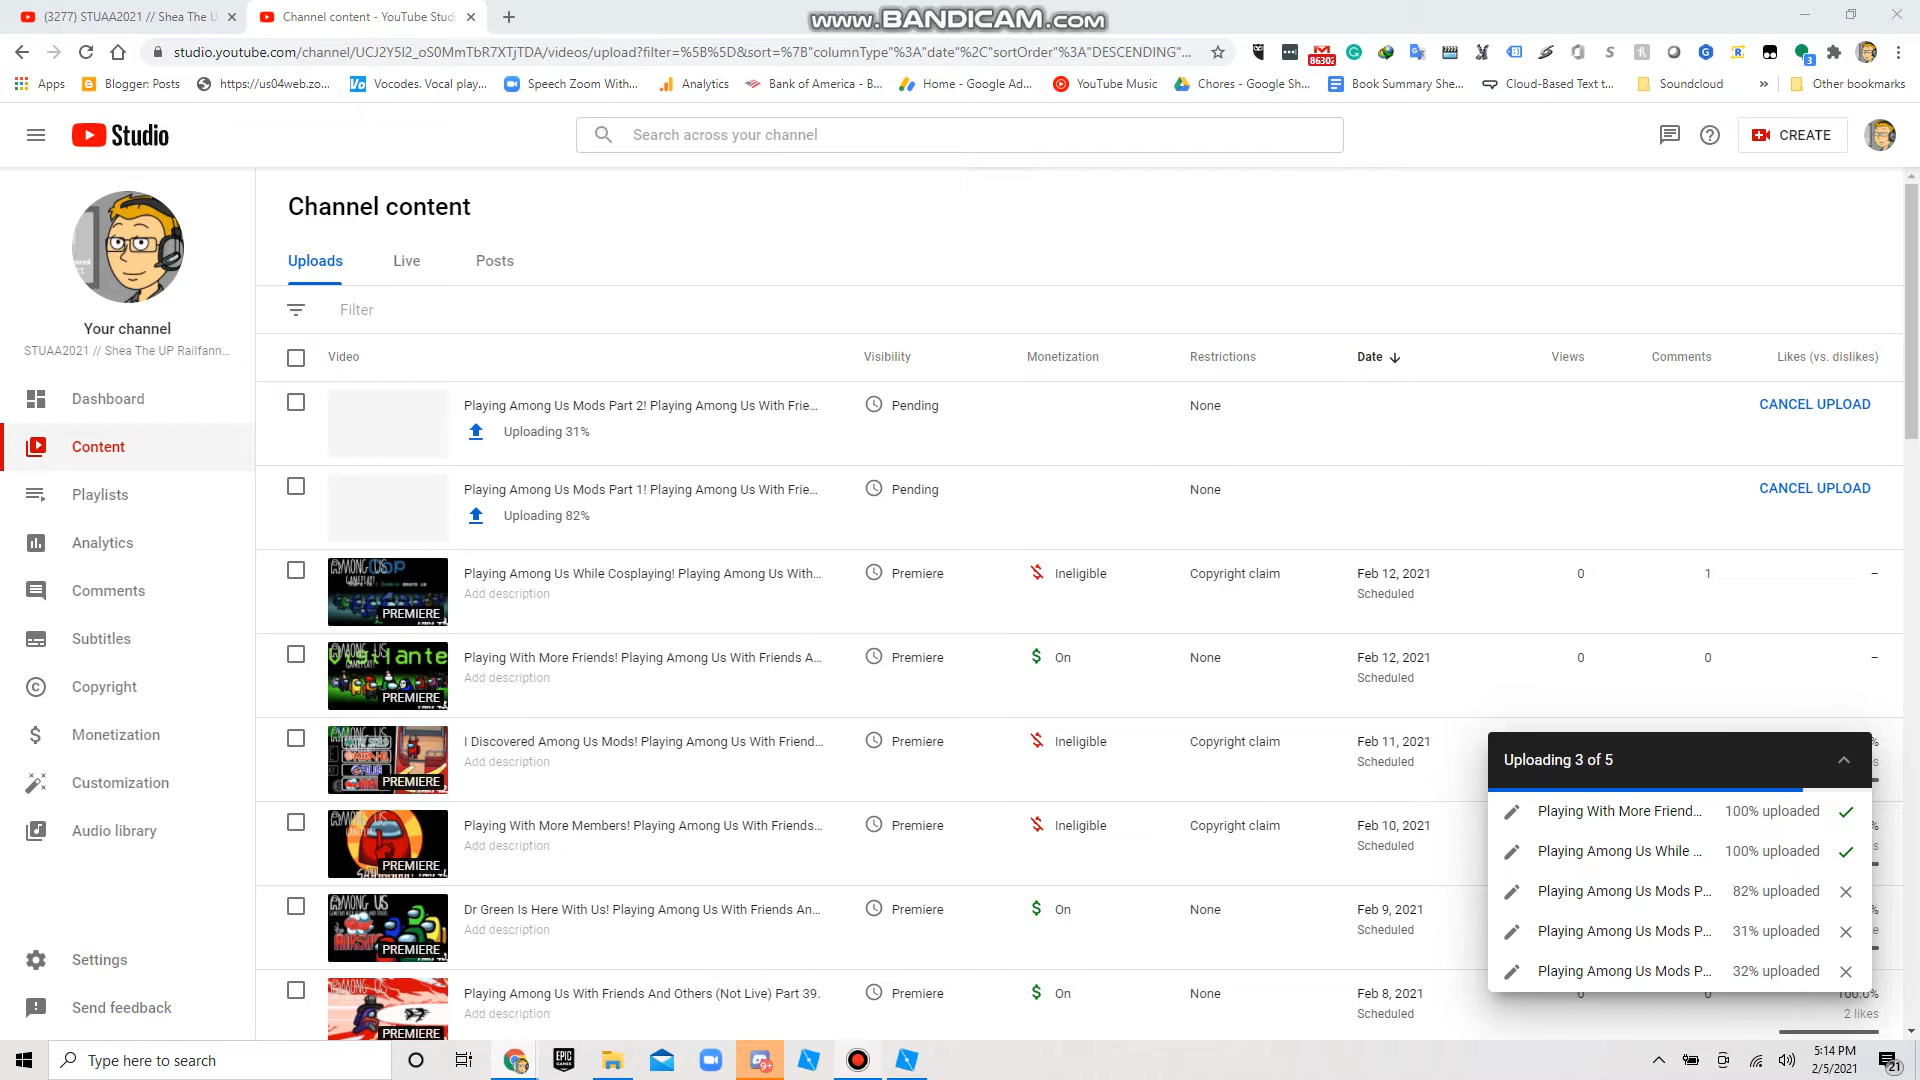 www.BANDICAM.com
(3277) STUAA2021 // Shea The U
Channel content - YouTube Studi
studio.youtube.com/channel/UCJ2Y5I2_oS0MmTbR7XTjTDA/videos/upload?filter=%5B%5D&sort=%7B"columnType"%3A"date"%2C"sortOrder"%3A"DESCENDING"...
86302
3
Apps
Blogger: Posts
https://us04web.zo...
Vocodes. Vocal play...
Speech Zoom With...
Analytics
Bank of America - B...
Home - Google Ad...
YouTube Music
Chores - Google Sh...
Book Summary She...
Cloud-Based Text t...
Soundcloud
»
Other bookmarks
Studio
Search across your channel
CREATE
Channel content
Uploads
Live
Posts
Filter
Your channel
STUAA2021 // Shea The UP Railfann...
Dashboard
Content
Playlists
Analytics
Comments
Subtitles
Copyright
Monetization
Customization
Audio library
Settings
Send feedback
Video
Visibility
Monetization
Restrictions
Date
Views
Comments
Likes (vs. dislikes)
Playing Among Us Mods Part 2! Playing Among Us With Frie...
Uploading 31%
Pending
None
CANCEL UPLOAD
Playing Among Us Mods Part 1! Playing Among Us With Frie...
Uploading 82%
Pending
None
CANCEL UPLOAD
PREMIERE
Playing Among Us While Cosplaying! Playing Among Us With...
Add description
Premiere
Ineligible
Copyright claim
Feb 12, 2021
Scheduled
0
1
–
PREMIERE
Playing With More Friends! Playing Among Us With Friends A...
Add description
Premiere
On
None
Feb 12, 2021
Scheduled
0
0
–
PREMIERE
I Discovered Among Us Mods! Playing Among Us With Friend...
Add description
Premiere
Ineligible
Copyright claim
Feb 11, 2021
Scheduled
PREMIERE
Playing With More Members! Playing Among Us With Friends...
Add description
Premiere
Ineligible
Copyright claim
Feb 10, 2021
Scheduled
PREMIERE
Dr Green Is Here With Us! Playing Among Us With Friends An...
Add description
Premiere
On
None
Feb 9, 2021
Scheduled
PREMIERE
Playing Among Us With Friends And Others (Not Live) Part 39.
Add description
Premiere
On
None
Feb 8, 2021
Scheduled
0
0
100.0%
2 likes
Uploading 3 of 5
Playing With More Friend...
100% uploaded
Playing Among Us While ...
100% uploaded
Playing Among Us Mods P...
82% uploaded
Playing Among Us Mods P...
31% uploaded
Playing Among Us Mods P...
32% uploaded
Type here to search
EPIC GAMES
9+
5:14 PM
2/5/2021
21